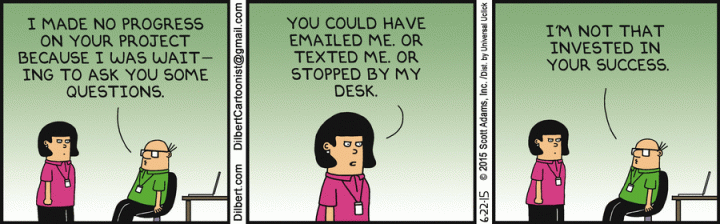 I MADE NO PROGRESS
ON YOUR PROJECT
BECAUSE I WAS WAIT–
ING TO ASK YOU SOME
QUESTIONS.
Dilbert.com DilbertCartoonist@gmail.com
YOU COULD HAVE
EMAILED ME. OR
TEXTED ME. OR
STOPPED BY MY
DESK.
6-22-15 © 2015 Scott Adams, Inc. /Dist. by Universal Uclick
I'M NOT THAT
INVESTED IN
YOUR SUCCESS.